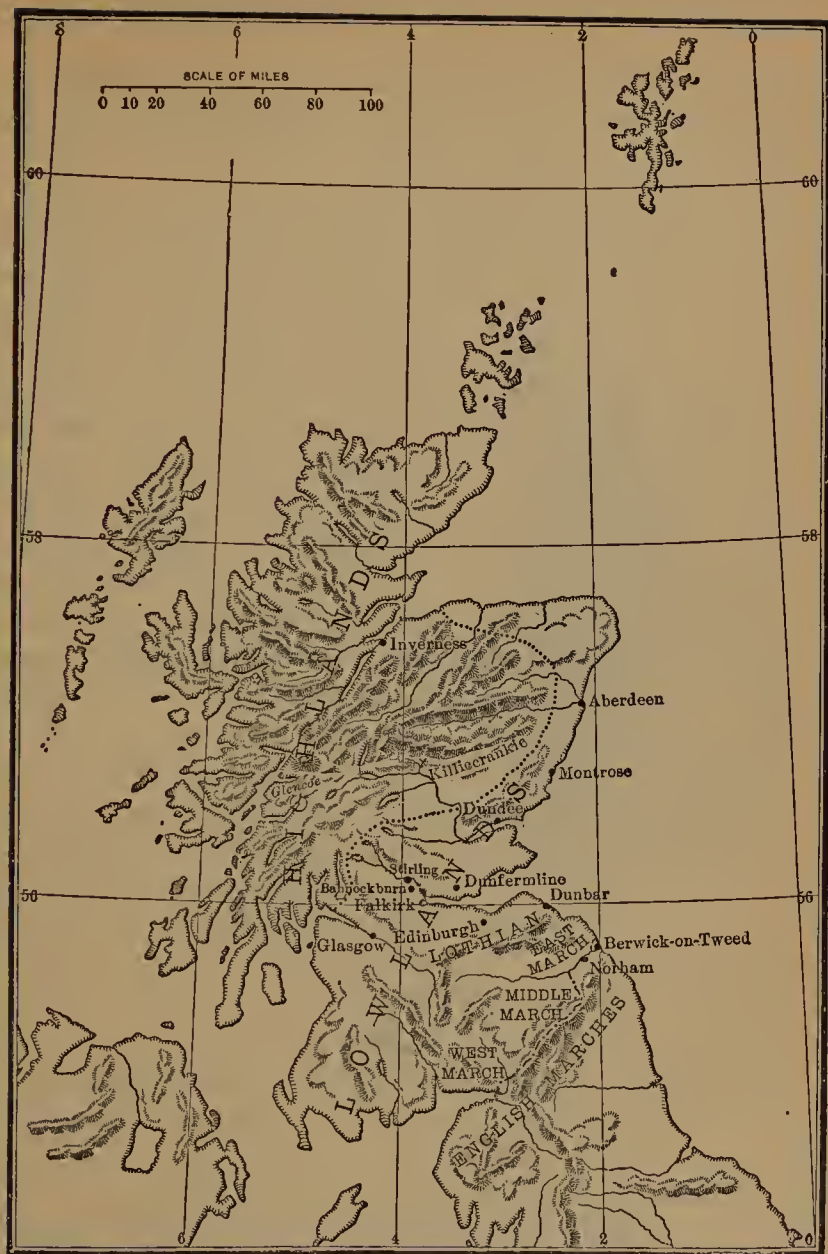 8 6 4 2 0
SCALE OF MILES
0 10 20 40 60 80 100
60 60
58 58
HIGHLANDS
Inverness
Aberdeen
Killiecrankie
Glencoe
Montrose
Dundee
LOWLANDS
Stirling
Bannockburn
Dunfermline
56 56
Falkirk
Dunbar
Edinburgh
LOTHIAN
Glasgow
EAST
MARCH
Berwick-on-Tweed
Norham
MIDDLE
MARCH
WEST
MARCH
ENGLISH MARCHES
6 4 2 0